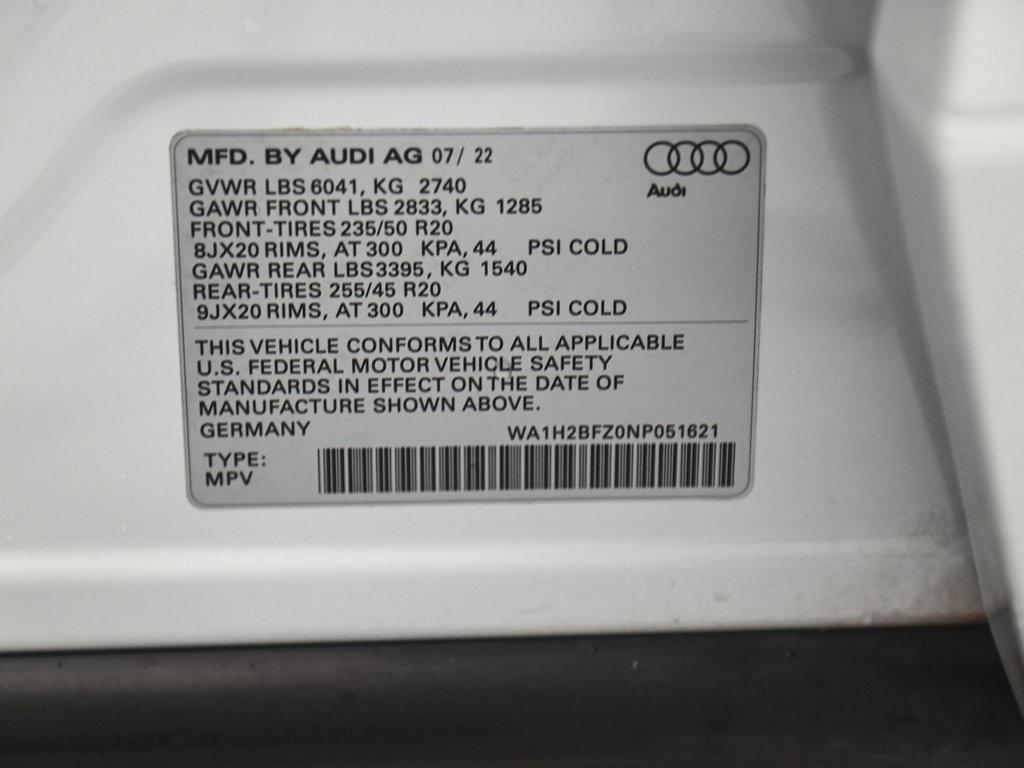 MFD. BY AUDI AG 07/ 22
Audi
GVWR LBS 6041, KG 2740
GAWR FRONT LBS 2833, KG 1285
FRONT-TIRES 235/50 R20
8JX20 RIMS, AT 300 KPA, 44 PSI COLD
GAWR REAR LBS 3395, KG 1540
REAR-TIRES 255/45 R20
9JX20 RIMS, AT 300 KPA, 44 PSI COLD
THIS VEHICLE CONFORMS TO ALL APPLICABLE
U.S. FEDERAL MOTOR VEHICLE SAFETY
STANDARDS IN EFFECT ON THE DATE OF
MANUFACTURE SHOWN ABOVE.
GERMANY WA1H2BFZ0NP051621
TYPE:
MPV